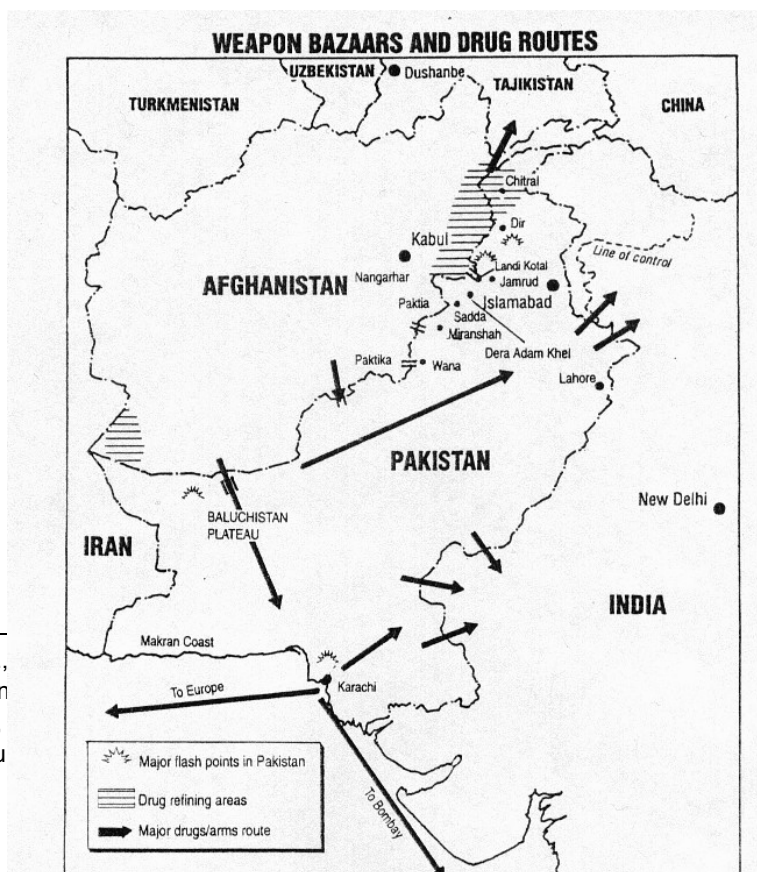 WEAPON BAZAARS AND DRUG ROUTES
UZBEKISTAN
Dushanbe
TAJIKISTAN
TURKMENISTAN
CHINA
Chitral
Dir
Kabul
Line of control
Landi Kotal
Nangarhar
Jamrud
AFGHANISTAN
Islamabad
Paktia
Sadda
Miranshah
Dera Adam Khel
Paktika
Wana
Lahore
PAKISTAN
New Delhi
BALUCHISTAN
PLATEAU
IRAN
INDIA
Makran Coast
Karachi
To Europe
To Bombay
Major flash points in Pakistan
Drug refining areas
Major drugs/arms route